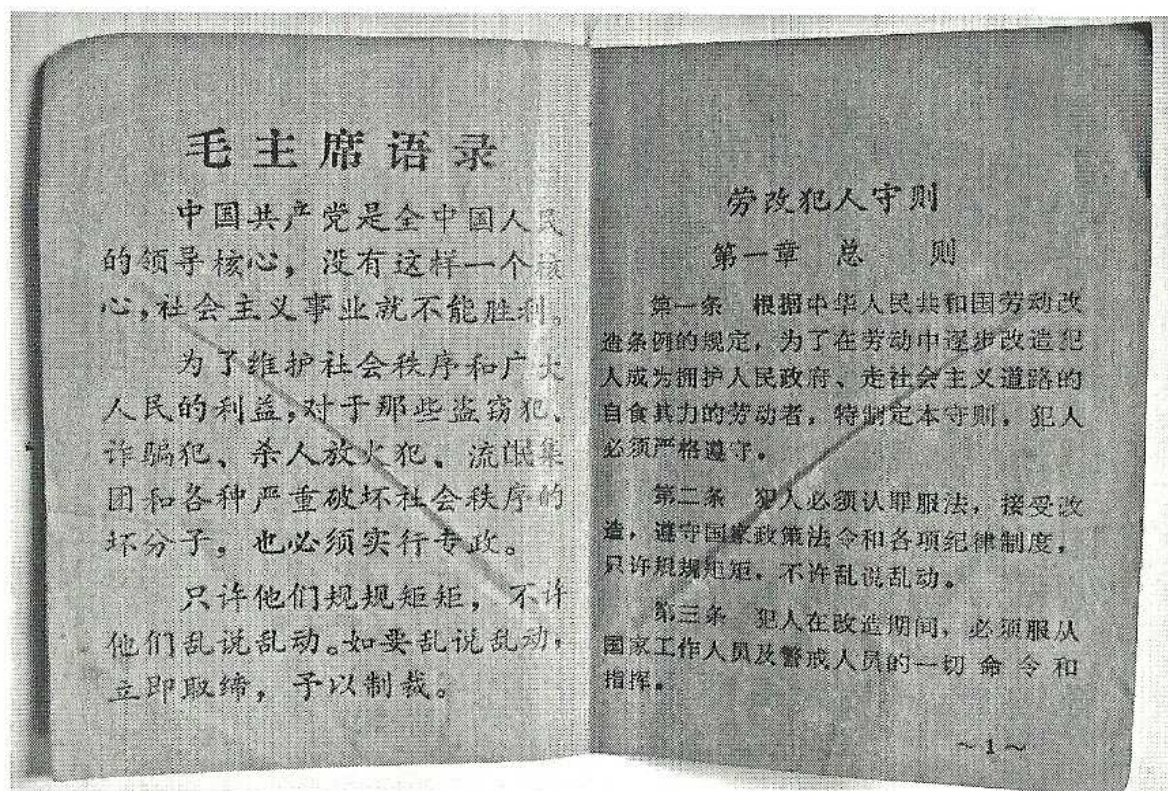 毛主席语录
中国共产党是全中国人民
的领导核心，没有这样一个核
心，社会主义事业就不能胜利。
为了维护社会秩序和广大
人民的利益，对于那些盗窃犯、
诈骗犯、杀人放火犯、流氓集
团和各种严重破坏社会秩序的
坏分子，也必须实行专政。
只许他们规规矩矩，不许
他们乱说乱动。如要乱说乱动，
立即取缔，予以制裁。
劳改犯人守则
第一章 总 则
第一条 根据中华人民共和国劳动改
造条例的规定，为了在劳动中逐步改造犯
人成为拥护人民政府、走社会主义道路的
自食其力的劳动者，特制定本守则，犯人
必须严格遵守。
第二条 犯人必须认罪服法，接受改
造，遵守国家政策法令和各项纪律制度，
只许规规矩矩，不许乱说乱动。
第三条 犯人在改造期间，必须服从
国家工作人员及警戒人员的一切命令和
指挥。
~1~